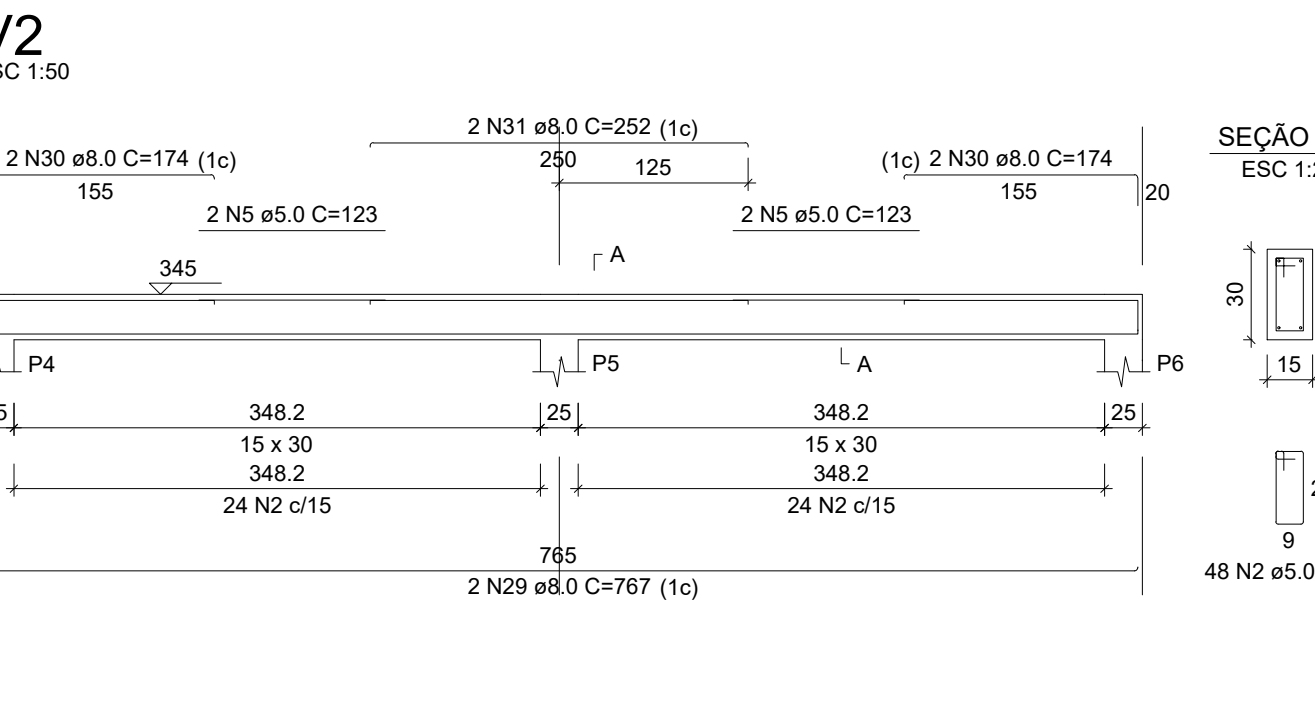 /2
SC 1:50
2 N31 ø8.0 C=252 (1c)
250
125
2 N30 ø8.0 C=174 (1c)
155
(1c) 2 N30 ø8.0 C=174
155
20
2 N5 ø5.0 C=123
2 N5 ø5.0 C=123
SEÇÃO
ESC 1:2
A
345
30
P4
P5
A
P6
15
5
348.2
25
348.2
25
15 x 30
15 x 30
348.2
348.2
24 N2 c/15
24 N2 c/15
9
765
2 N29 ø8.0 C=767 (1c)
48 N2 ø5.0